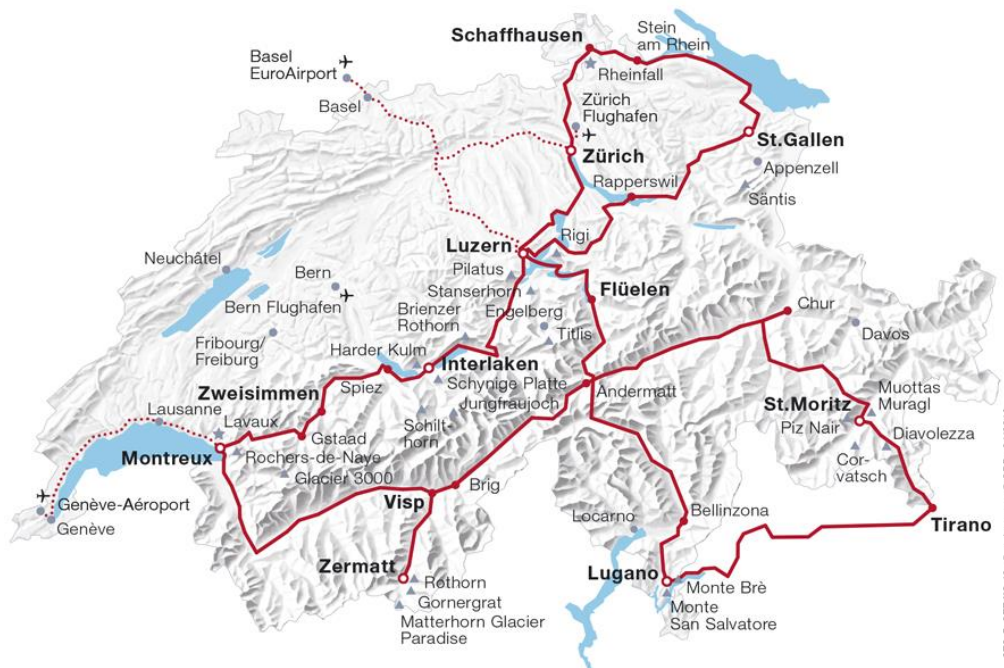 Schaffhausen
Stein
am Rhein
Basel
EuroAirport
Rheinfall
Basel
Zürich
Flughafen
St.Gallen
Zürich
Appenzell
Rapperswil
Säntis
Rigi
Luzern
Neuchâtel
Pilatus
Bern
Stanserhorn
Flüelen
Bern Flughafen
Brienzer
Rothorn
Engelberg
Chur
Fribourg/
Freiburg
Titlis
Davos
Harder Kulm
Interlaken
Zweisimmen
Spiez
Schynige Platte
Andermatt
Muottas
Muragl
Jungfraujoch
St.Moritz
Lausanne
Lavaux
Gstaad
Schilt-
horn
Piz Nair
Diavolezza
Montreux
Rochers-de-Naye
Cor-
vatsch
Glacier 3000
Brig
Visp
Genève-Aéroport
Genève
Locarno
Bellinzona
Tirano
Zermatt
Rothorn
Lugano
Monte Brè
Gornergrat
Matterhorn Glacier
Paradise
Monte
San Salvatore